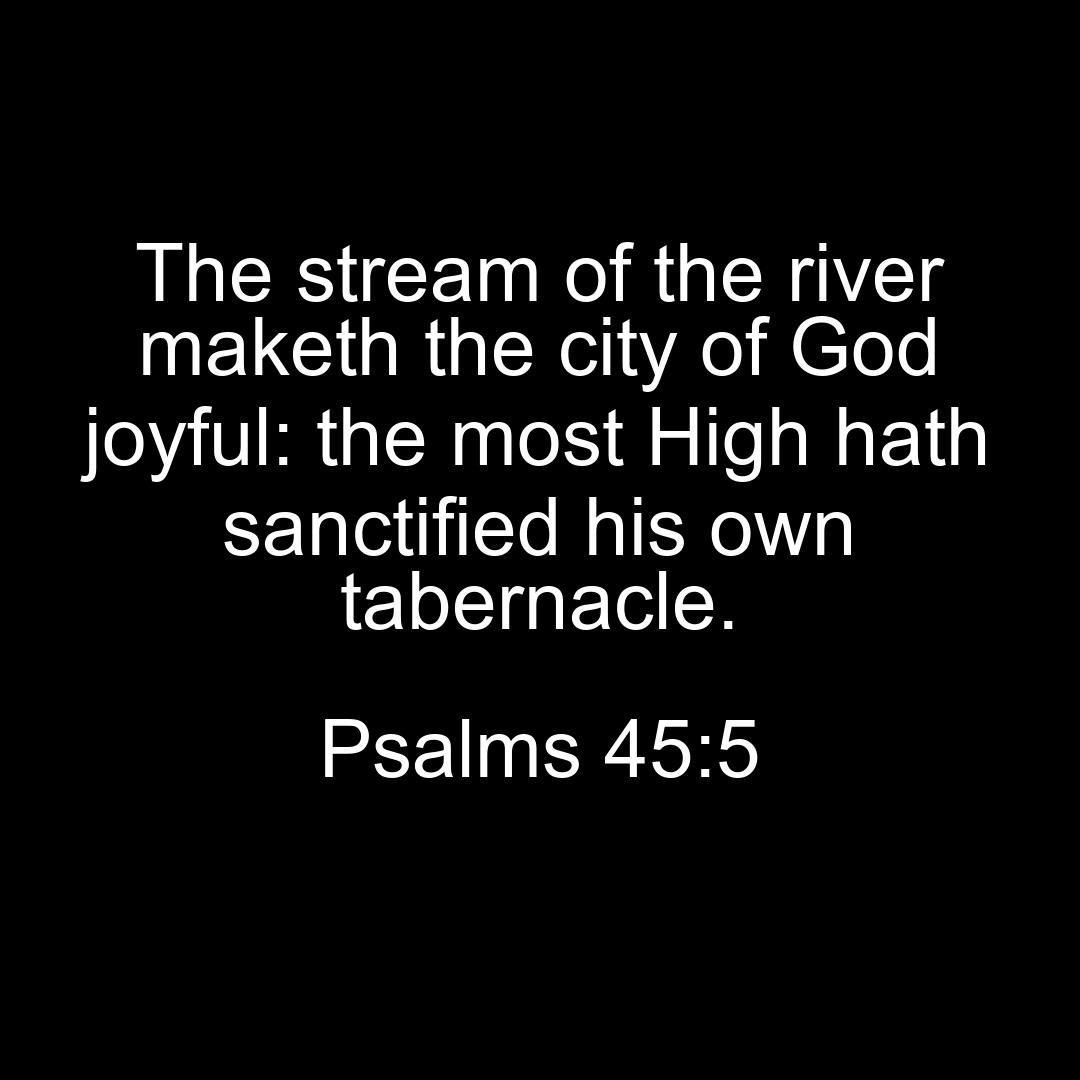 The stream of the river
maketh the city of God
joyful: the most High hath
sanctified his own
tabernacle.
Psalms 45:5